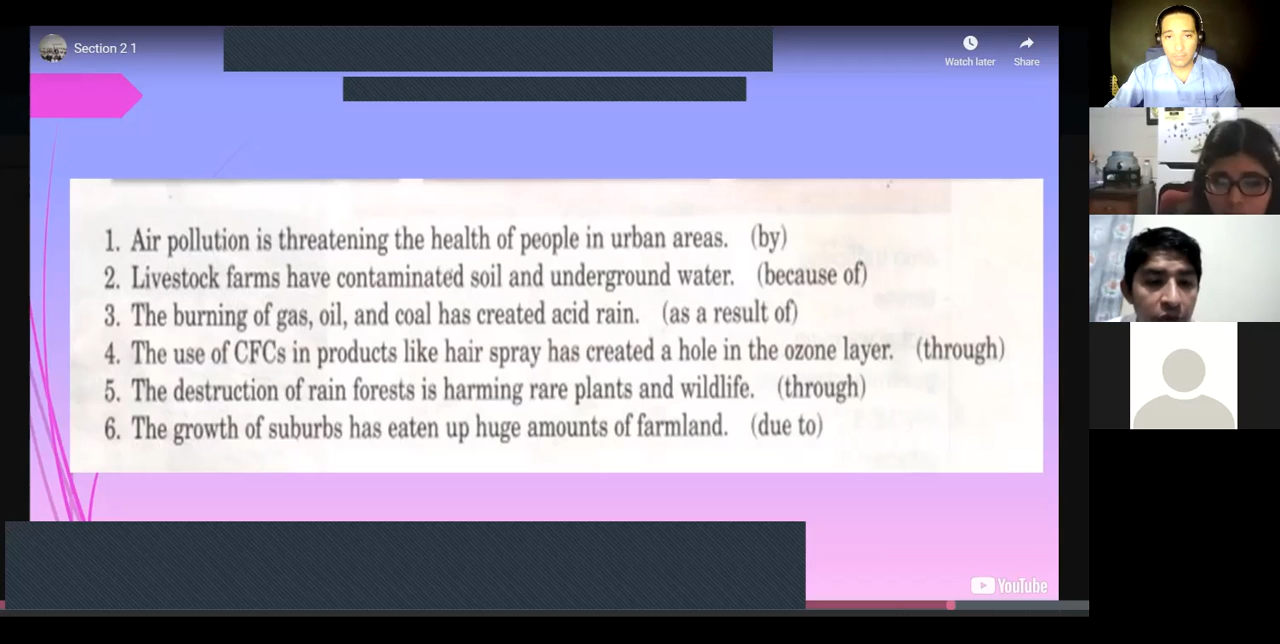 Section 2 1
Watch later
Share
1. Air pollution is threatening the health of people in urban areas. (by)
2. Livestock farms have contaminated soil and underground water. (because of)
3. The burning of gas, oil, and coal has created acid rain. (as a result of)
4. The use of CFCs in products like hair spray has created a hole in the ozone layer. (through)
5. The destruction of rain forests is harming rare plants and wildlife. (through)
6. The growth of suburbs has eaten up huge amounts of farmland. (due to)
YouTube